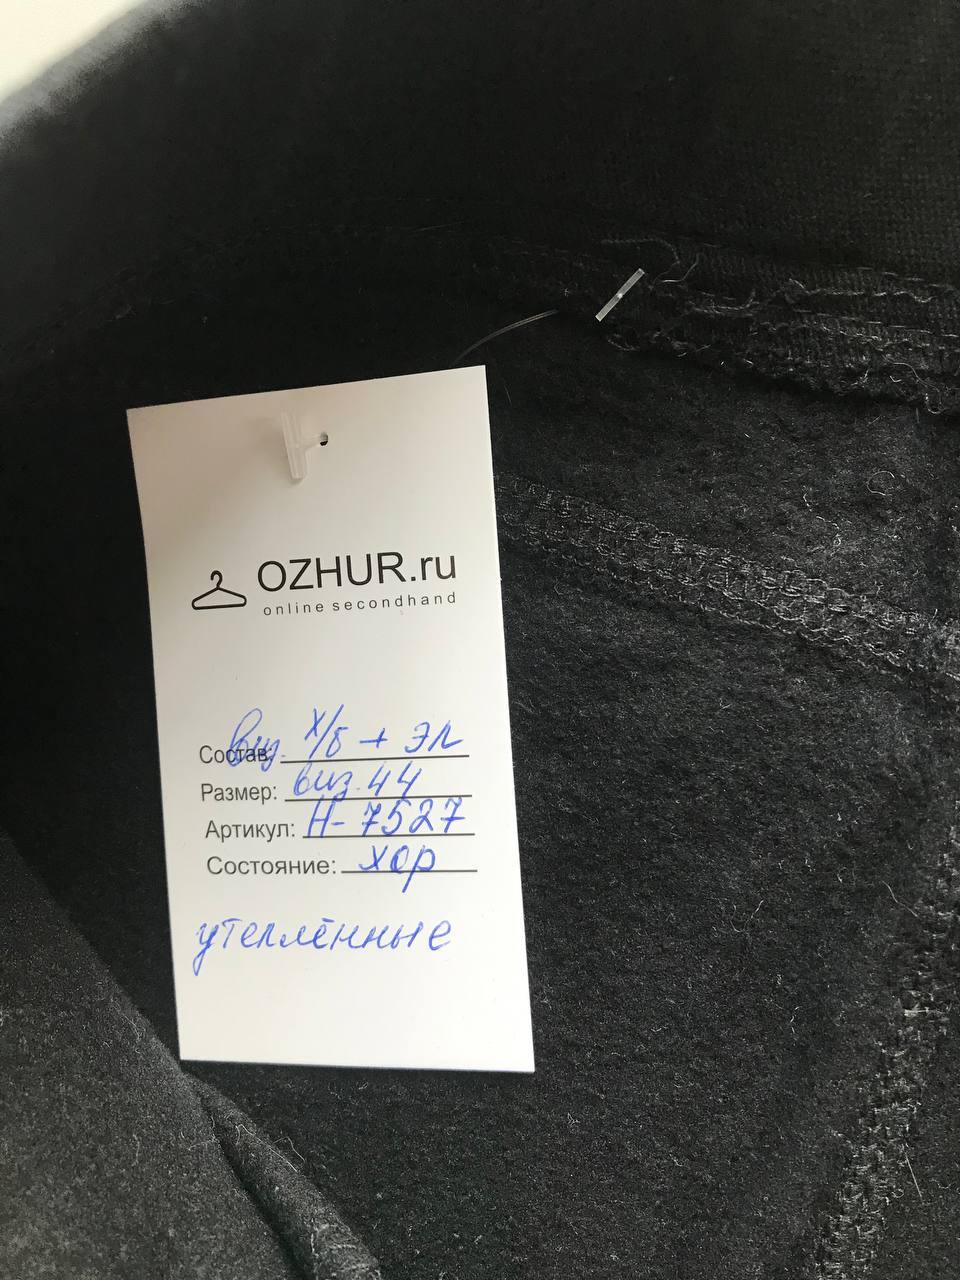 OZHUR.ru
online secondhand
Состав: виз. х/б + эл
Размер: виз. 44
Артикул: Н-7527
Состояние: хор
утеплённые